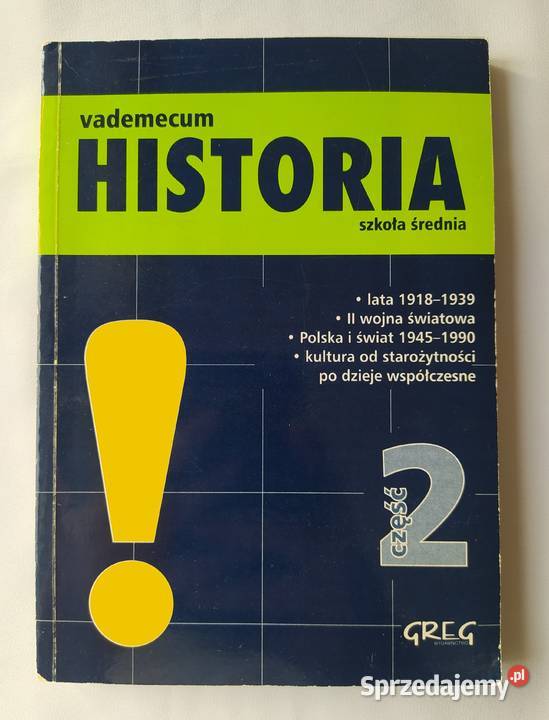 vademecum
HISTORIA
szkoła średnia
• lata 1918–1939
• II wojna światowa
• Polska i świat 1945–1990
• kultura od starożytności
po dzieje współczesne
!
część
2
GREG
WYDAWNICTWO
Sprzedajemy.pl